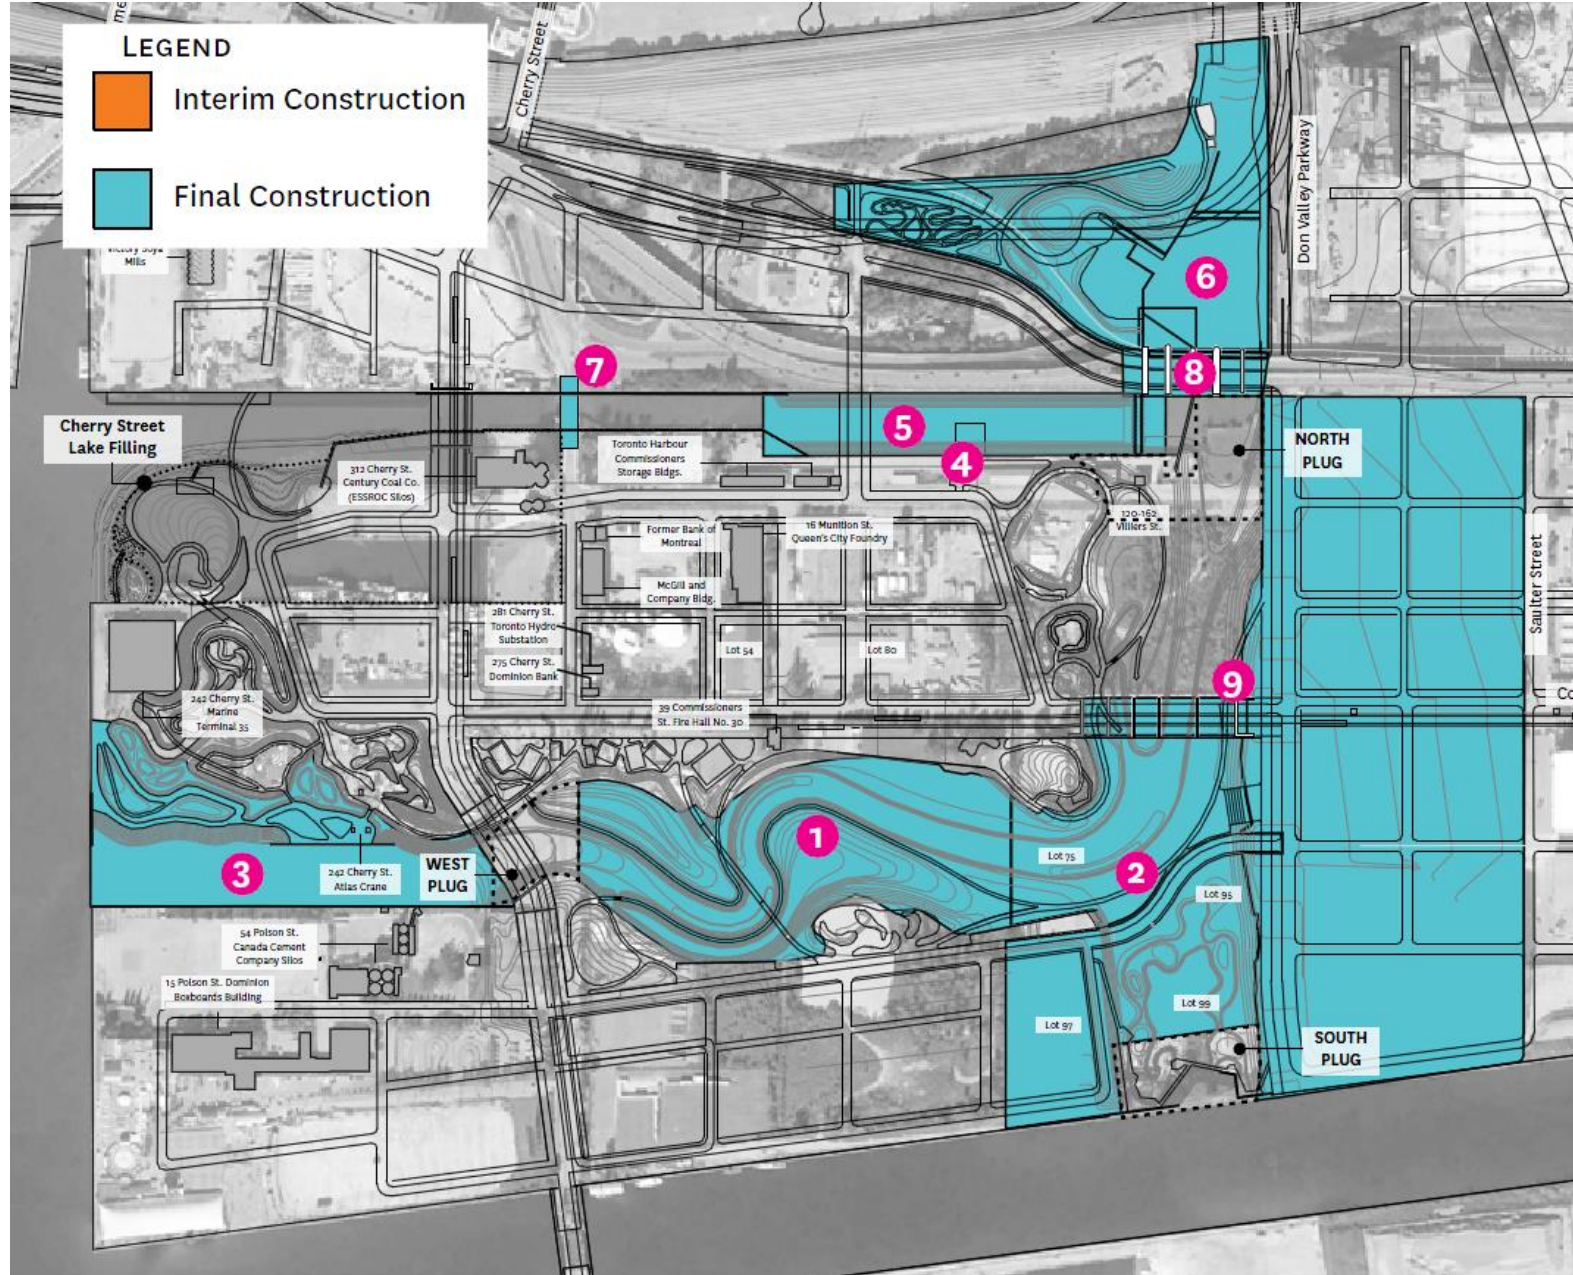 LEGEND
Interim Construction
Final Construction
Cherry Street
Don Valley Parkway
Mills
6
7
8
Cherry Street
Lake Filling
5
4
312 Cherry St.
Century Coal Co.
(ESSROC Silos)
Toronto Harbour
Commissioners
Storage Bldgs.
NORTH
PLUG
120-162
Villiers St.
Former Bank of
Montreal
16 Munition St.
Queen's City Foundry
McGill and
Company Bldg.
Saulter Street
281 Cherry St.
Toronto Hydro
Substation
275 Cherry St.
Dominion Bank
Lot 54
Lot 80
9
242 Cherry St.
Marine
Terminal 35
39 Commissioners
St. Fire Hall No. 30
Co
1
2
3
Lot 75
Lot 95
242 Cherry St.
Atlas Crane
WEST
PLUG
54 Polson St.
Canada Cement
Company Silos
15 Polson St. Dominion
Boxboards Building
Lot 99
Lot 97
SOUTH
PLUG